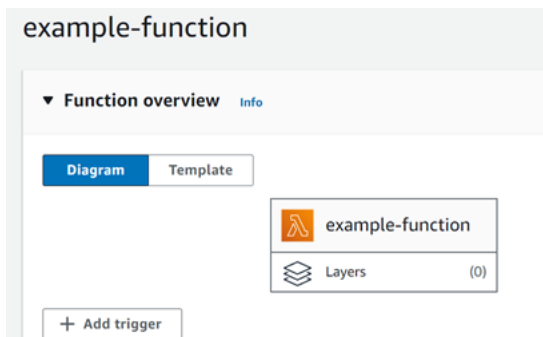 example-function
▼ Function overview Info
Diagram Template
example-function
Layers (0)
+ Add trigger